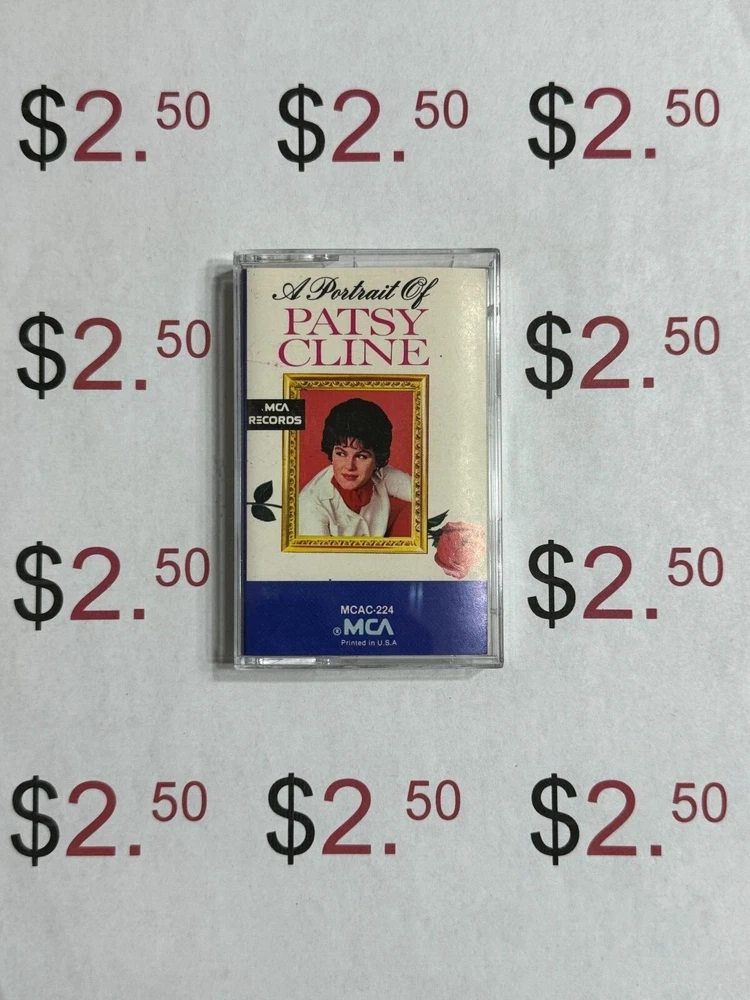 $2.50 $2.50 $2.50
A Portrait Of
PATSY
CLINE
$2.50 $2.50
MCA
RECORDS
$2.50 $2.50
MCAC-224
® MCA
Printed in U.S.A
$2.50 $2.50 $2.50